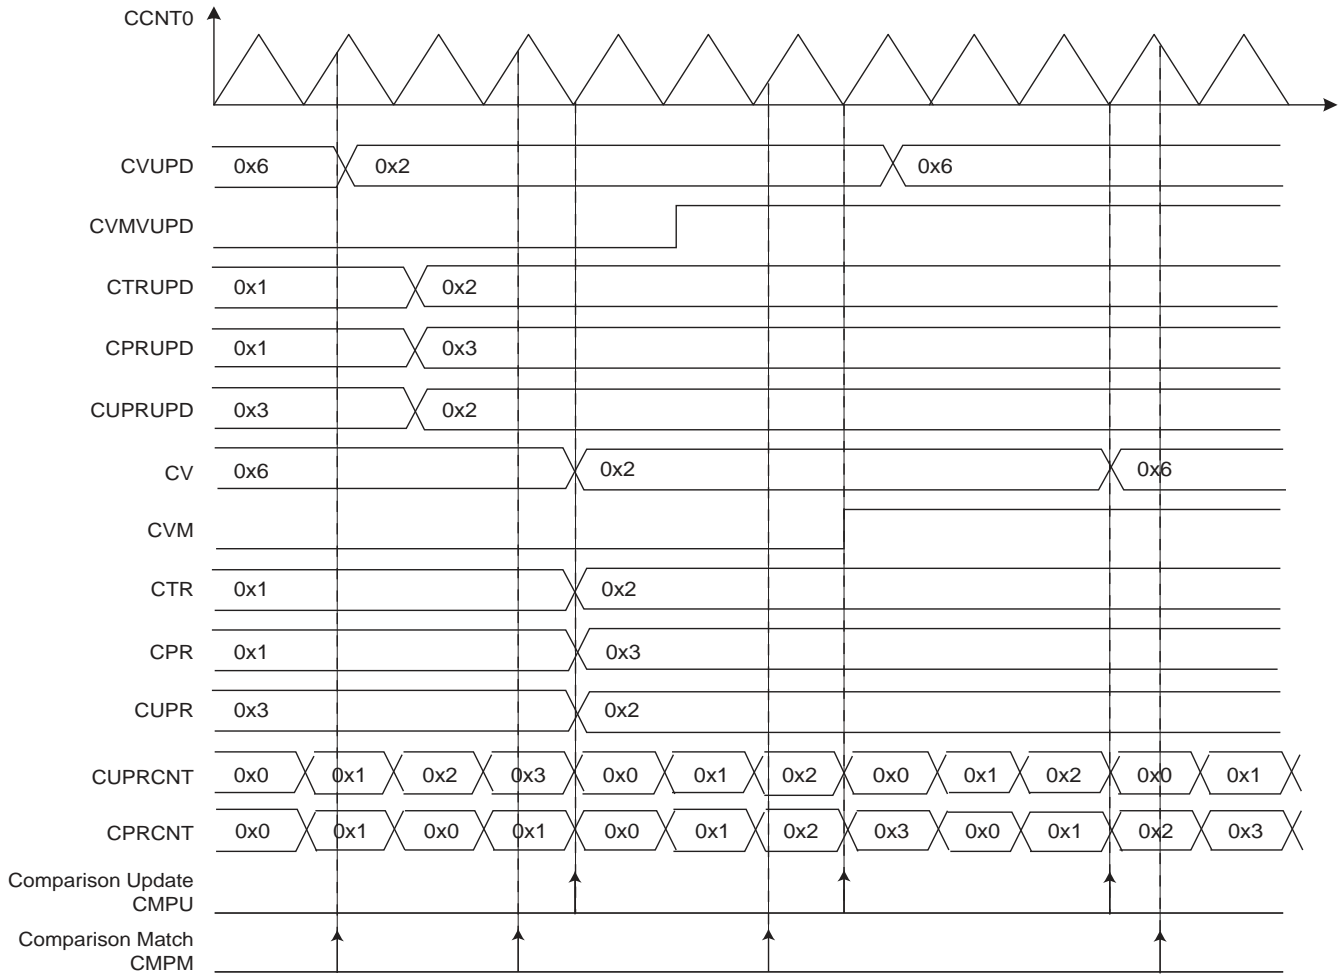 CCNT0
CVUPD 0x6 0x2 0x6
CVMVUPD
CTRUPD 0x1 0x2
CPRUPD 0x1 0x3
CUPRUPD 0x3 0x2
CV 0x6 0x2 0x6
CVM
CTR 0x1 0x2
CPR 0x1 0x3
CUPR 0x3 0x2
CUPRCNT 0x0 0x1 0x2 0x3 0x0 0x1 0x2 0x0 0x1 0x2 0x0 0x1
CPRCNT 0x0 0x1 0x0 0x1 0x0 0x1 0x2 0x3 0x0 0x1 0x2 0x3
Comparison Update
CMPU
Comparison Match
CMPM